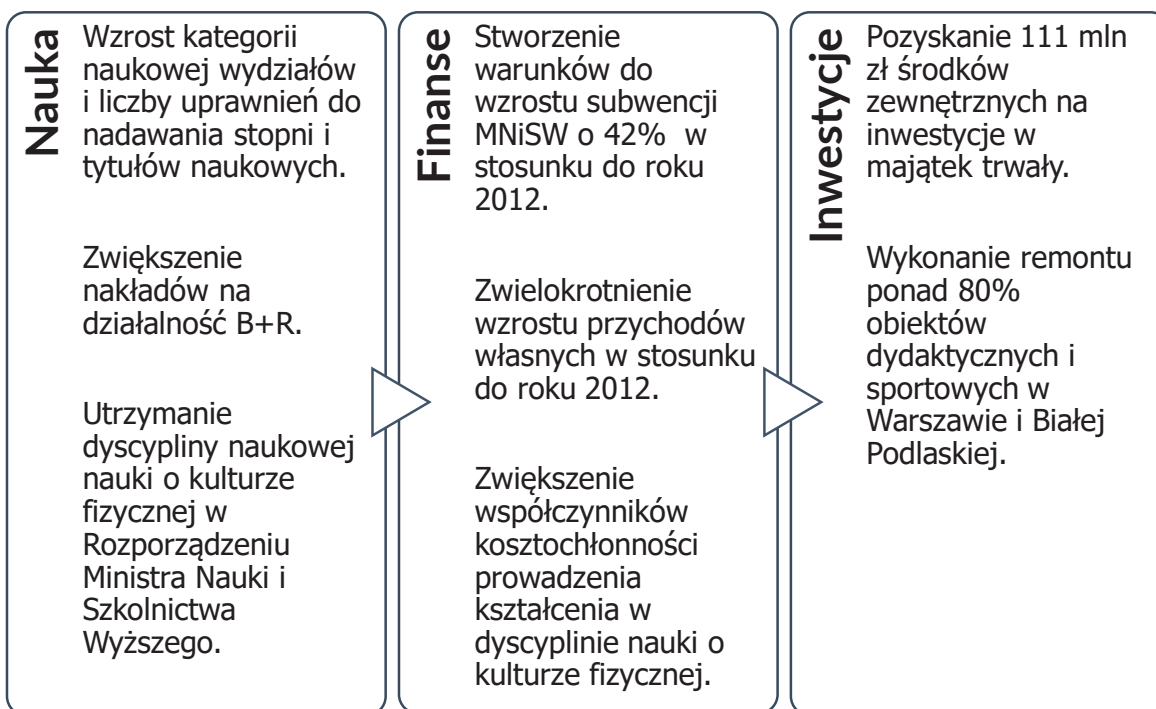 Nauka
Wzrost kategorii
naukowej wydziałów
i liczby uprawnień do
nadawania stopni i
tytułów naukowych.
Zwiększenie
nakładów na
działalność B+R.
Utrzymanie
dyscypliny naukowej
nauki o kulturze
fizycznej w
Rozporządzeniu
Ministra Nauki i
Szkolnictwa
Wyższego.
Finanse
Stworzenie
warunków do
wzrostu subwencji
MNiSW o 42%  w
stosunku do roku
2012.
Zwielokrotnienie
wzrostu przychodów
własnych w stosunku
do roku 2012.
Zwiększenie
współczynników
kosztochłonności
prowadzenia
kształcenia w
dyscyplinie nauki o
kulturze fizycznej.
Inwestycje
Pozyskanie 111 mln
zł środków
zewnętrznych na
inwestycje w
majątek trwały.
Wykonanie remontu
ponad 80%
obiektów
dydaktycznych i
sportowych w
Warszawie i Białej
Podlaskiej.